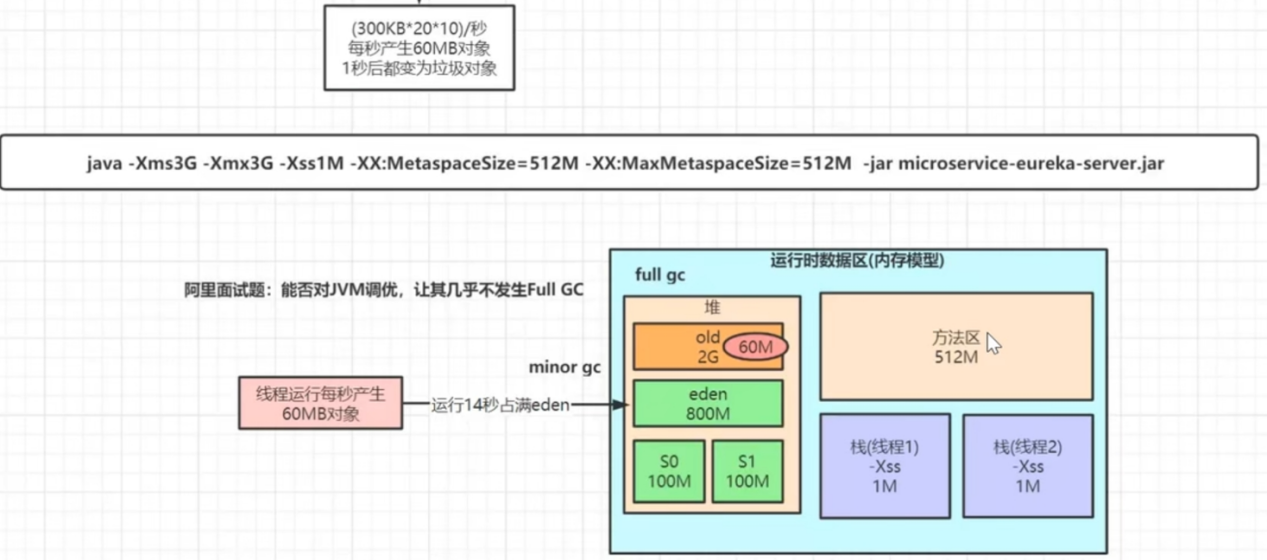 (300KB*20*10)/秒
每秒产生60MB对象
1秒后都变为垃圾对象
java -Xms3G -Xmx3G -Xss1M -XX:MetaspaceSize=512M -XX:MaxMetaspaceSize=512M -jar microservice-eureka-server.jar
运行时数据区(内存模型)
full gc
阿里面试题：能否对JVM调优，让其几乎不发生Full GC
堆
old
2G
60M
方法区
512M
minor gc
线程运行每秒产生
60MB对象
运行14秒占满eden
eden
800M
S0
100M
S1
100M
栈(线程1)
-Xss
1M
栈(线程2)
-Xss
1M